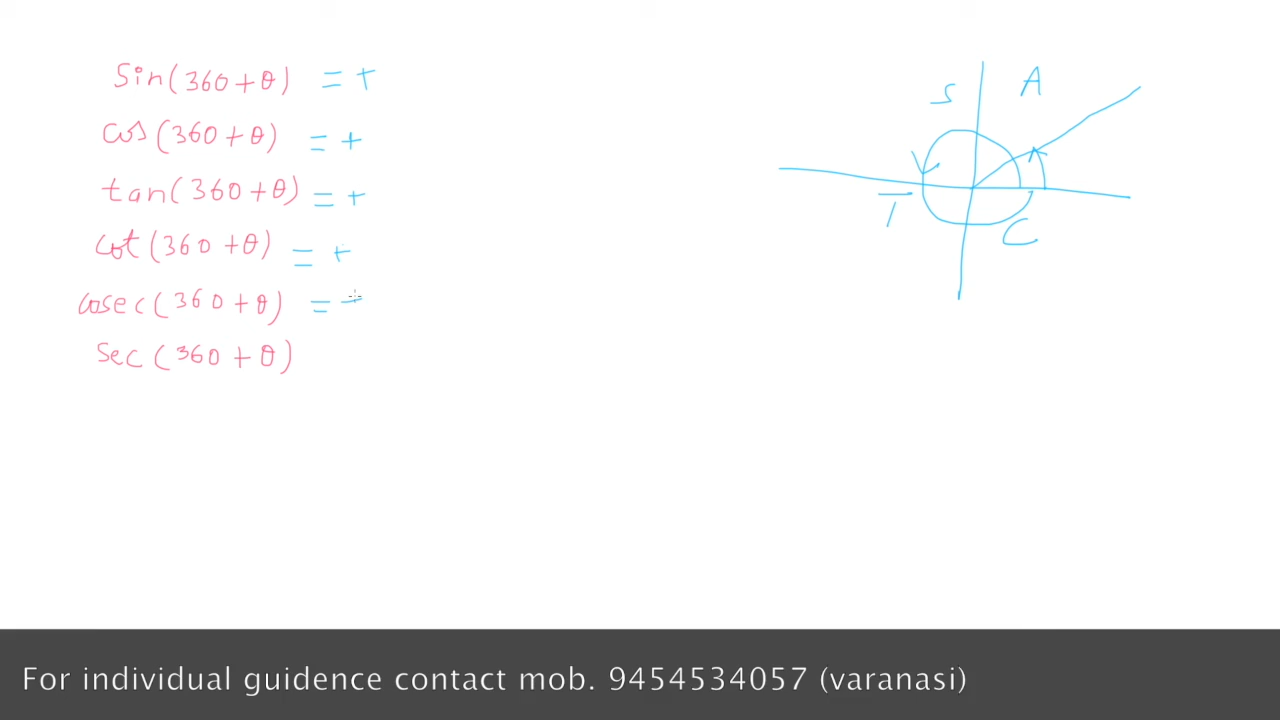 Sin(360+θ) = +
cos(360+θ) = +
tan(360+θ) = +
cot(360+θ) = +
cosec(360+θ) = +
Sec(360+θ)
S A
T C
For individual guidence contact mob. 9454534057 (varanasi)